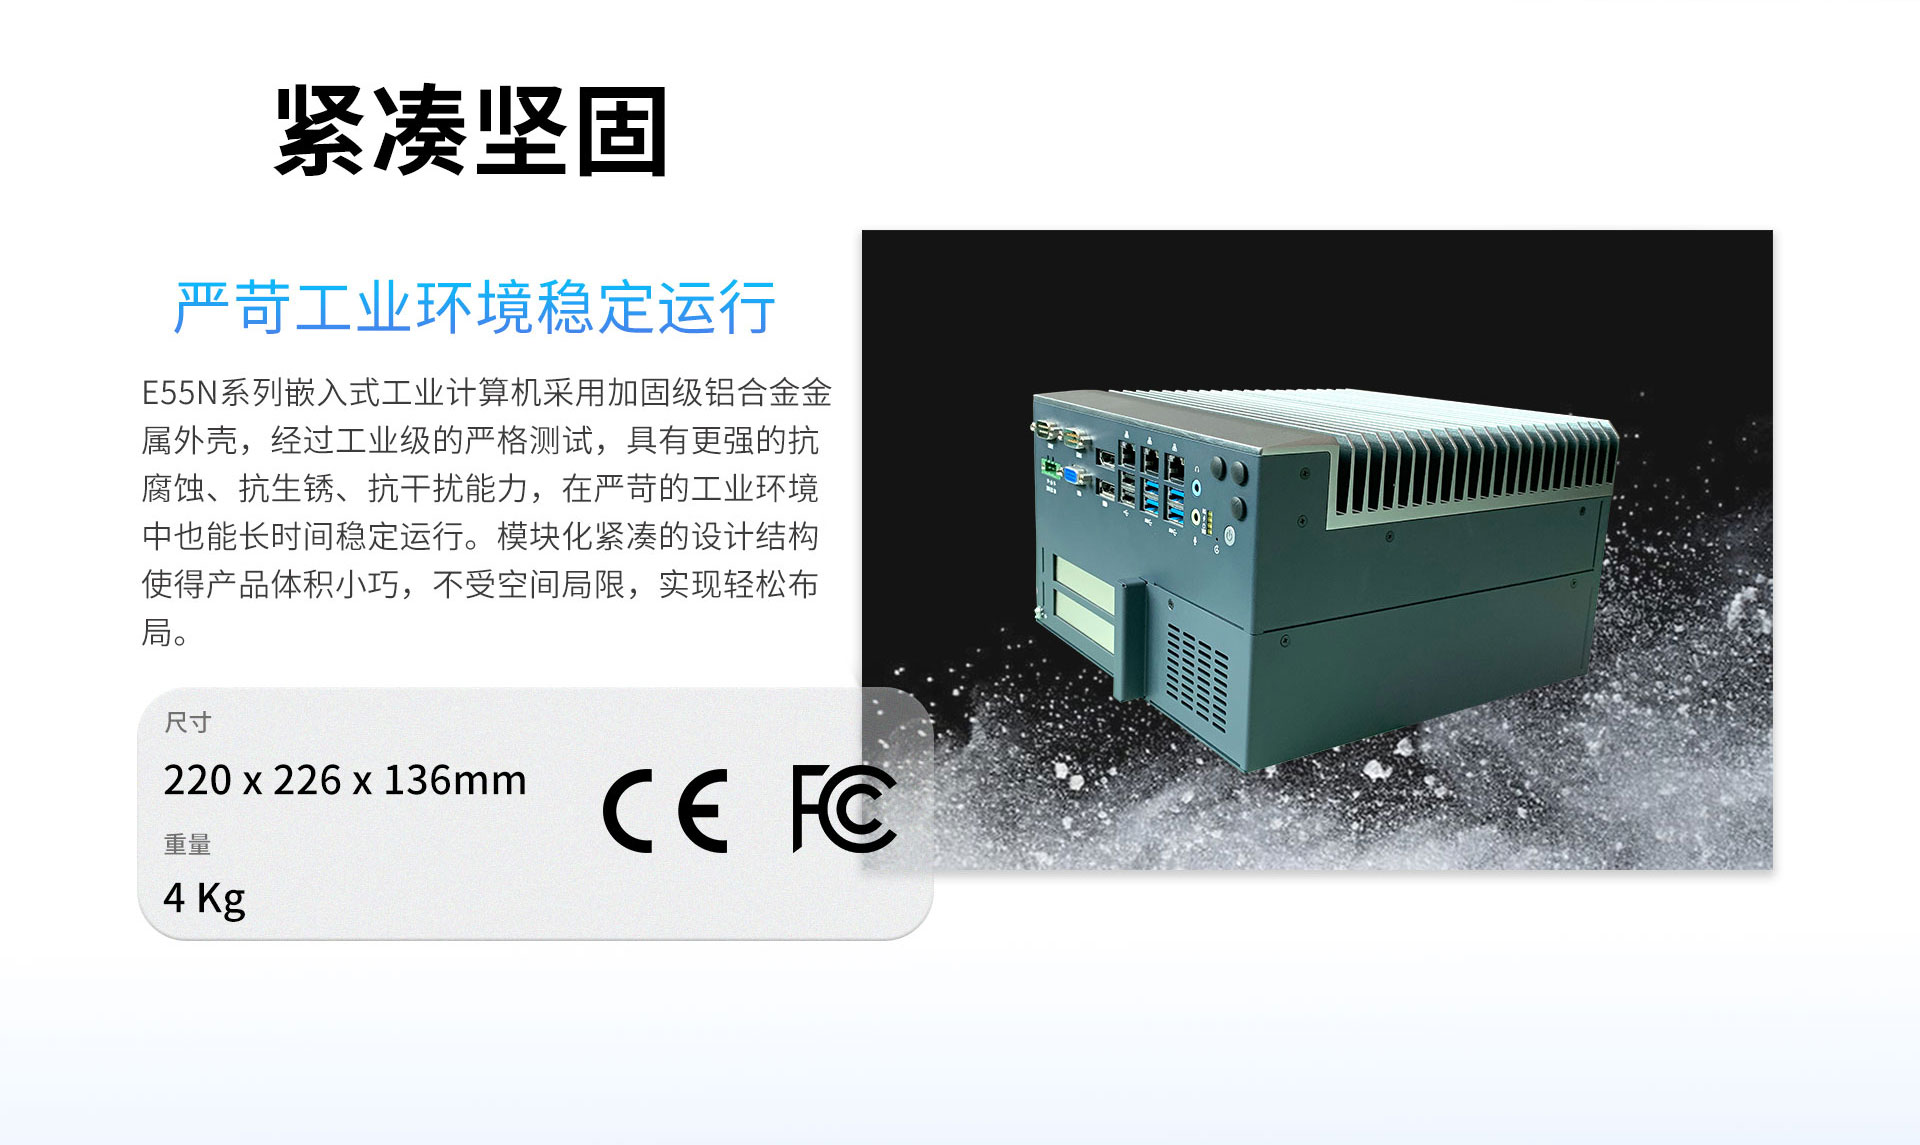 紧凑坚固
严苛工业环境稳定运行
E55N系列嵌入式工业计算机采用加固级铝合金金
属外壳，经过工业级的严格测试，具有更强的抗
腐蚀、抗生锈、抗干扰能力，在严苛的工业环境
中也能长时间稳定运行。模块化紧凑的设计结构
使得产品体积小巧，不受空间局限，实现轻松布
局。
尺寸
220 x 226 x 136mm
重量
4 Kg
CE FC